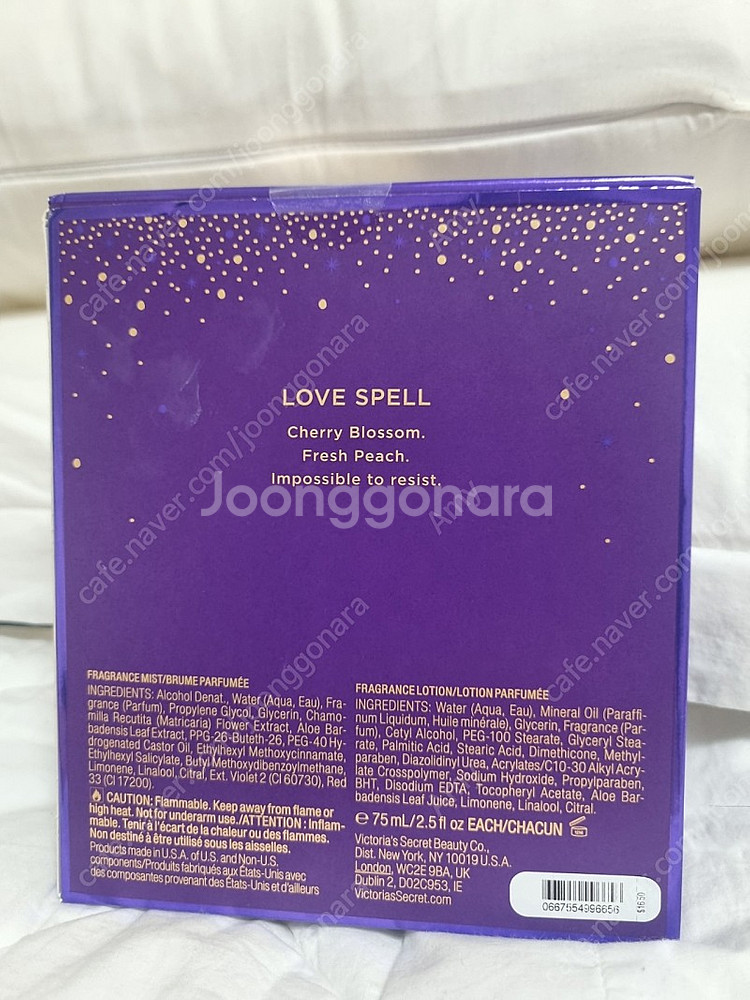 LOVE SPELL
Cherry Blossom.
Fresh Peach.
Impossible to resist.
Joonggonara
FRAGRANCE MIST/BRUME PARFUMÉE
INGREDIENTS: Alcohol Denat., Water (Aqua, Eau), Fra-
grance (Parfum), Propylene Glycol, Glycerin, Chamo-
milla Recutita (Matricaria) Flower Extract, Aloe Bar-
badensis Leaf Extract, PPG-26-Buteth-26, PEG-40 Hy-
drogenated Castor Oil, Ethylhexyl Methoxycinnamate,
Ethylhexyl Salicylate, Butyl Methoxydibenzoylmethane,
Limonene, Linalool, Citral, Ext. Violet 2 (CI 60730), Red
33 (CI 17200).
CAUTION: Flammable. Keep away from flame or
high heat. Not for underarm use./ATTENTION : Inflam-
mable. Tenir à l'écart de la chaleur ou des flammes.
Non destiné à être utilisé sous les aisselles.
Products made in U.S.A. of U.S. and Non-U.S.
components/Produits fabriqués aux États-Unis avec
des composantes provenant des États-Unis et d'ailleurs
FRAGRANCE LOTION/LOTION PARFUMÉE
INGREDIENTS: Water (Aqua, Eau), Mineral Oil (Paraffi-
num Liquidum, Huile minérale), Glycerin, Fragrance (Par-
fum), Cetyl Alcohol, PEG-100 Stearate, Glyceryl Stea-
rate, Palmitic Acid, Stearic Acid, Dimethicone, Methyl-
paraben, Diazolidinyl Urea, Acrylates/C10-30 Alkyl Acry-
late Crosspolymer, Sodium Hydroxide, Propylparaben,
BHT, Disodium EDTA, Tocopheryl Acetate, Aloe Bar-
badensis Leaf Juice, Limonene, Linalool, Citral.
℮ 75 mL/2.5 fl oz EACH/CHACUN
Victoria's Secret Beauty Co.,
Dist. New York, NY 10019 U.S.A.
London, WC2E 9BA, UK
Dublin 2, D02C953, IE
VictoriasSecret.com
0667554996656
$16.50
cafe.naver.com/joonggonara
Amy